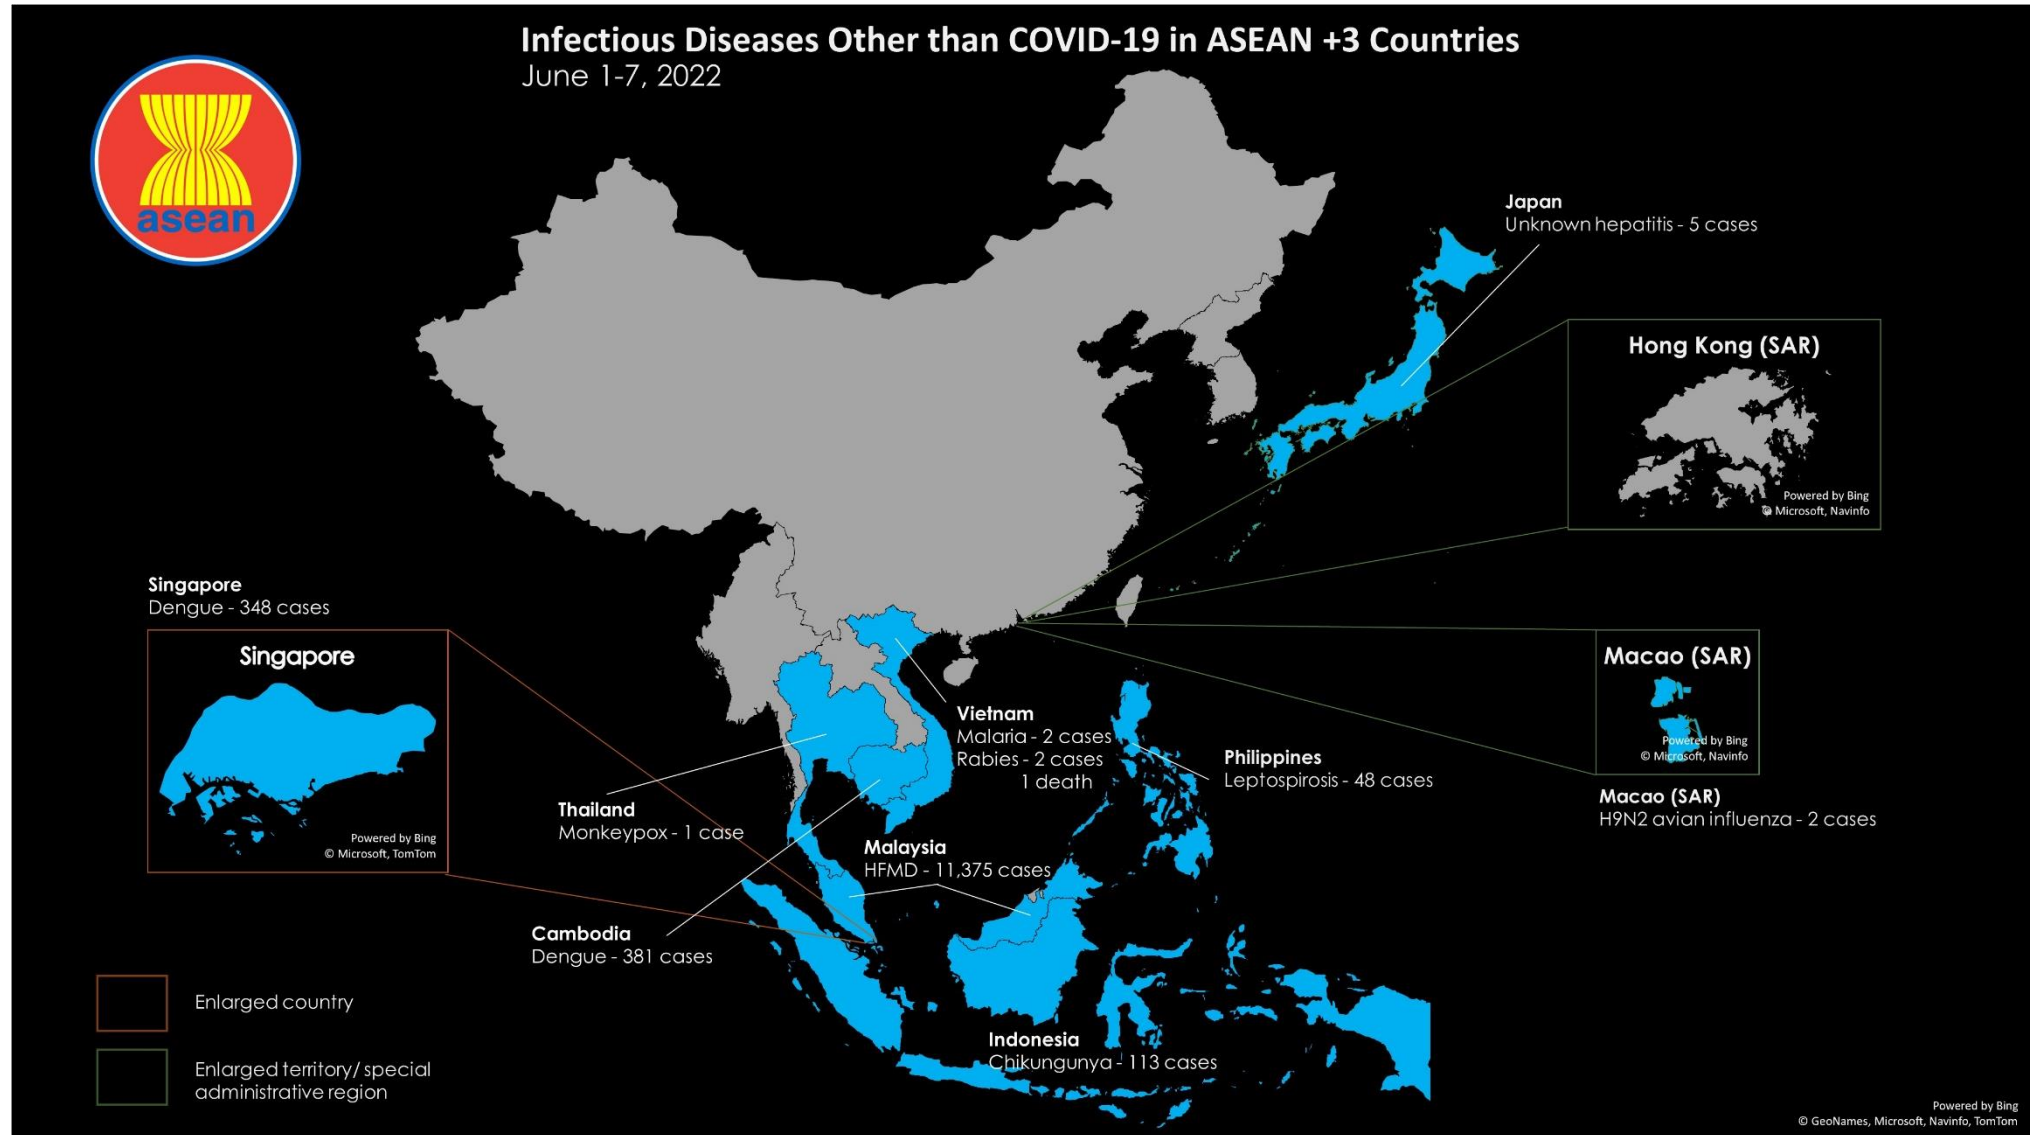 Infectious Diseases Other than COVID-19 in ASEAN +3 Countries
June 1-7, 2022
asean
Japan
Unknown hepatitis - 5 cases
Hong Kong (SAR)
Powered by Bing
© Microsoft, Navinfo
Singapore
Dengue - 348 cases
Singapore
Powered by Bing
© Microsoft, TomTom
Macao (SAR)
Powered by Bing
© Microsoft, Navinfo
Macao (SAR)
H9N2 avian influenza - 2 cases
Vietnam
Malaria - 2 cases
Rabies - 2 cases
1 death
Philippines
Leptospirosis - 48 cases
Thailand
Monkeypox - 1 case
Malaysia
HFMD - 11,375 cases
Cambodia
Dengue - 381 cases
Indonesia
Chikungunya - 113 cases
Enlarged country
Enlarged territory/ special
administrative region
Powered by Bing
© GeoNames, Microsoft, Navinfo, TomTom